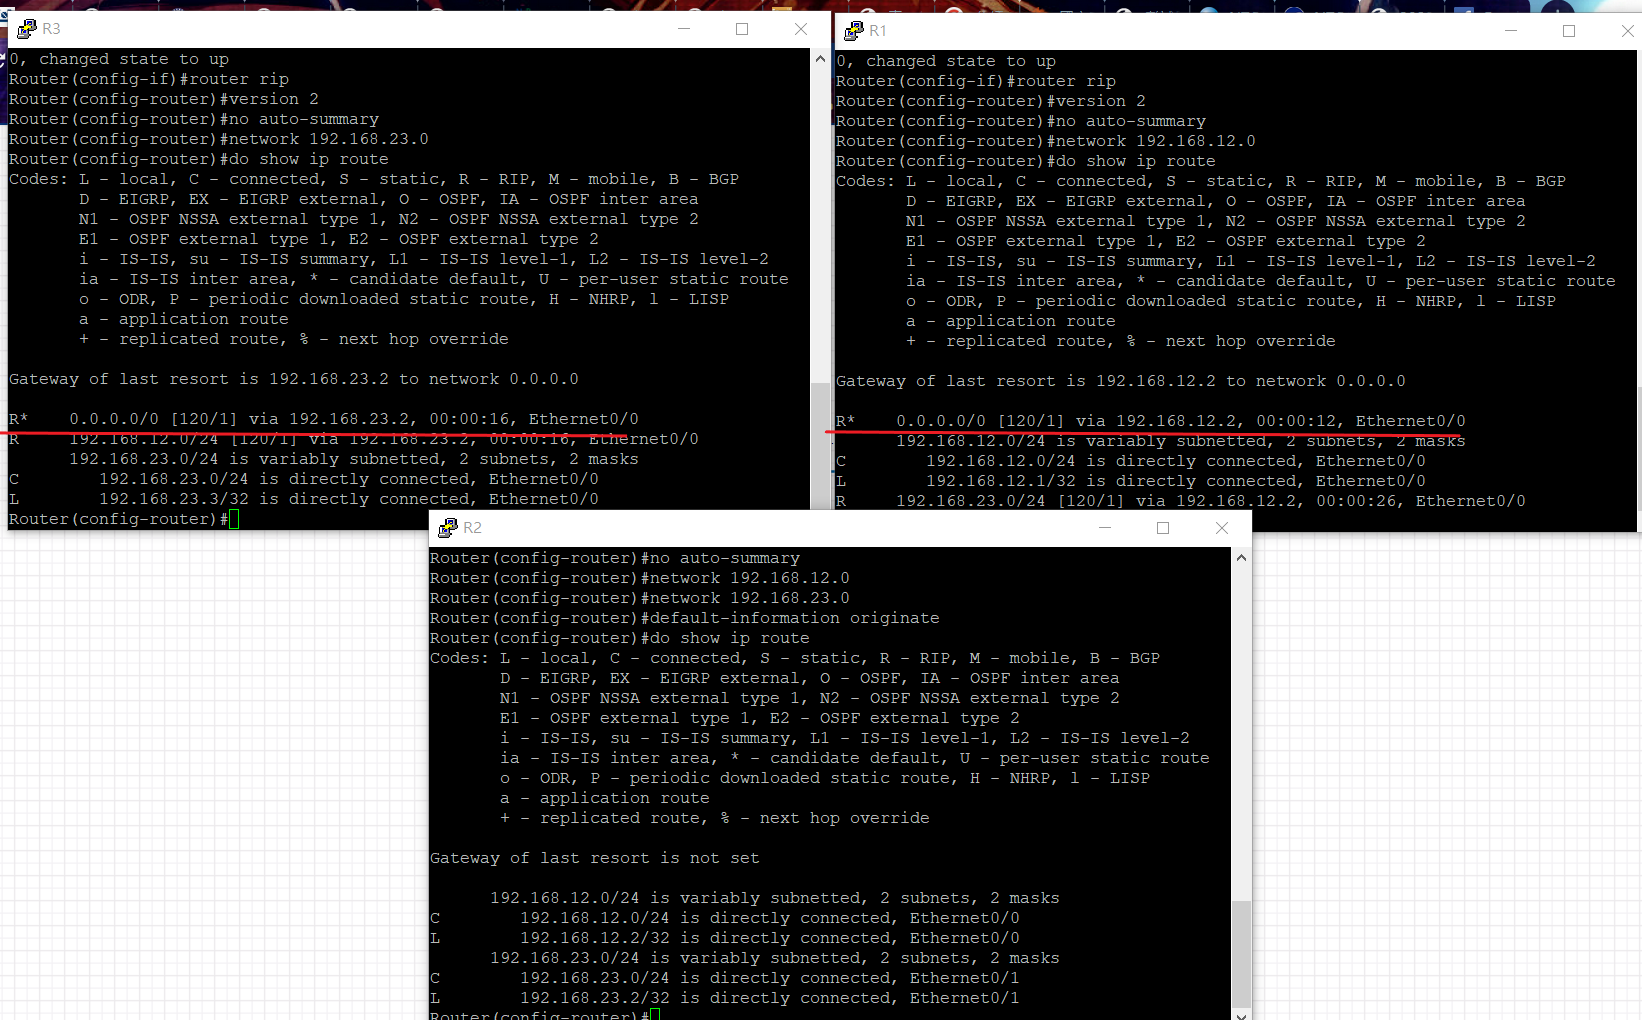 R3
0, changed state to up
Router(config-if)#router rip
Router(config-router)#version 2
Router(config-router)#no auto-summary
Router(config-router)#network 192.168.23.0
Router(config-router)#do show ip route
Codes: L - local, C - connected, S - static, R - RIP, M - mobile, B - BGP
D - EIGRP, EX - EIGRP external, O - OSPF, IA - OSPF inter area
N1 - OSPF NSSA external type 1, N2 - OSPF NSSA external type 2
E1 - OSPF external type 1, E2 - OSPF external type 2
i - IS-IS, su - IS-IS summary, L1 - IS-IS level-1, L2 - IS-IS level-2
ia - IS-IS inter area, * - candidate default, U - per-user static route
o - ODR, P - periodic downloaded static route, H - NHRP, l - LISP
a - application route
+ - replicated route, % - next hop override
Gateway of last resort is 192.168.23.2 to network 0.0.0.0
R* 0.0.0.0/0 [120/1] via 192.168.23.2, 00:00:16, Ethernet0/0
R 192.168.12.0/24 [120/1] via 192.168.23.2, 00:00:16, Ethernet0/0
192.168.23.0/24 is variably subnetted, 2 subnets, 2 masks
C 192.168.23.0/24 is directly connected, Ethernet0/0
L 192.168.23.3/32 is directly connected, Ethernet0/0
Router(config-router)#
R1
0, changed state to up
Router(config-if)#router rip
Router(config-router)#version 2
Router(config-router)#no auto-summary
Router(config-router)#network 192.168.12.0
Router(config-router)#do show ip route
Codes: L - local, C - connected, S - static, R - RIP, M - mobile, B - BGP
D - EIGRP, EX - EIGRP external, O - OSPF, IA - OSPF inter area
N1 - OSPF NSSA external type 1, N2 - OSPF NSSA external type 2
E1 - OSPF external type 1, E2 - OSPF external type 2
i - IS-IS, su - IS-IS summary, L1 - IS-IS level-1, L2 - IS-IS level-2
ia - IS-IS inter area, * - candidate default, U - per-user static route
o - ODR, P - periodic downloaded static route, H - NHRP, l - LISP
a - application route
+ - replicated route, % - next hop override
Gateway of last resort is 192.168.12.2 to network 0.0.0.0
R* 0.0.0.0/0 [120/1] via 192.168.12.2, 00:00:12, Ethernet0/0
192.168.12.0/24 is variably subnetted, 2 subnets, 2 masks
C 192.168.12.0/24 is directly connected, Ethernet0/0
L 192.168.12.1/32 is directly connected, Ethernet0/0
R 192.168.23.0/24 [120/1] via 192.168.12.2, 00:00:26, Ethernet0/0
R2
Router(config-router)#no auto-summary
Router(config-router)#network 192.168.12.0
Router(config-router)#network 192.168.23.0
Router(config-router)#default-information originate
Router(config-router)#do show ip route
Codes: L - local, C - connected, S - static, R - RIP, M - mobile, B - BGP
D - EIGRP, EX - EIGRP external, O - OSPF, IA - OSPF inter area
N1 - OSPF NSSA external type 1, N2 - OSPF NSSA external type 2
E1 - OSPF external type 1, E2 - OSPF external type 2
i - IS-IS, su - IS-IS summary, L1 - IS-IS level-1, L2 - IS-IS level-2
ia - IS-IS inter area, * - candidate default, U - per-user static route
o - ODR, P - periodic downloaded static route, H - NHRP, l - LISP
a - application route
+ - replicated route, % - next hop override
Gateway of last resort is not set
192.168.12.0/24 is variably subnetted, 2 subnets, 2 masks
C 192.168.12.0/24 is directly connected, Ethernet0/0
L 192.168.12.2/32 is directly connected, Ethernet0/0
192.168.23.0/24 is variably subnetted, 2 subnets, 2 masks
C 192.168.23.0/24 is directly connected, Ethernet0/1
L 192.168.23.2/32 is directly connected, Ethernet0/1
Router(config-router)#